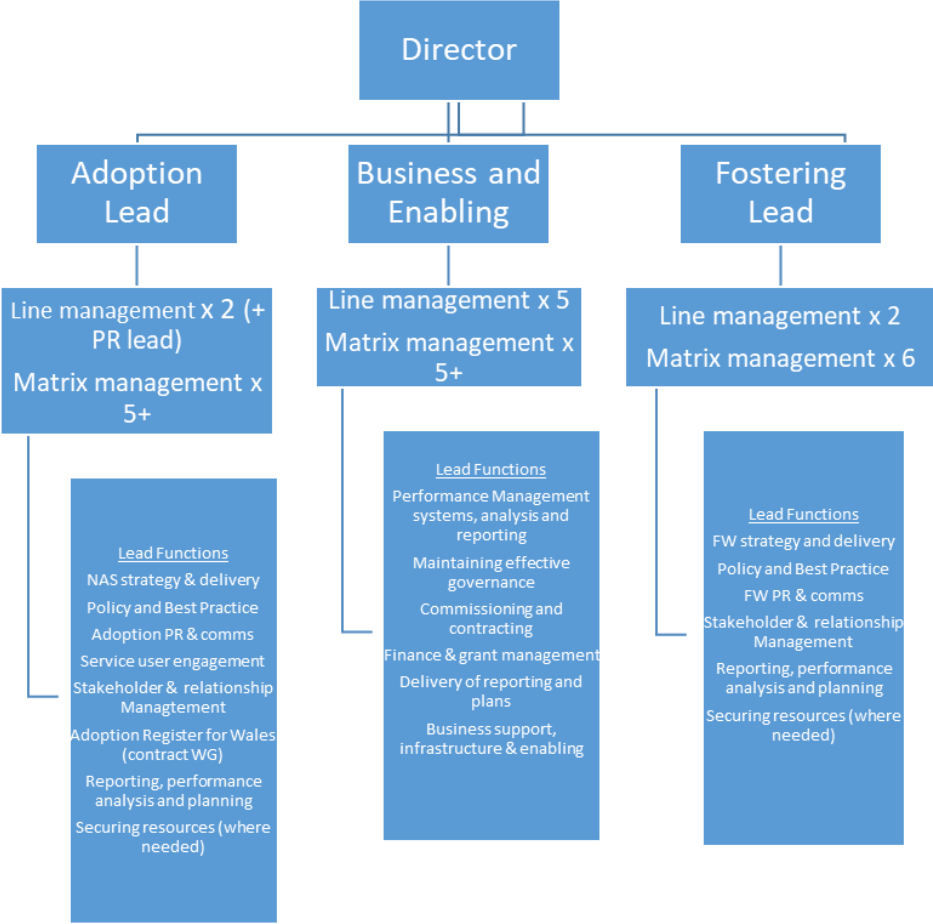 Director
Adoption
Lead
Line management x 2 (+
PR lead)
Matrix management x
5+
Lead Functions
NAS strategy & delivery
Policy and Best Practice
Adoption PR & comms
Service user engagement
Stakeholder & relationship
Managtement
Adoption Register for Wales
(contract WG)
Reporting, performance
analysis and planning
Securing resources (where
needed)
Business and
Enabling
Line management x 5
Matrix management x
5+
Lead Functions
Performance Management
systems, analysis and
reporting
Maintaining effective
governance
Commissioning and
contracting
Finance & grant management
Delivery of reporting and
plans
Business support,
infrastructure & enabling
Fostering
Lead
Line management x 2
Matrix management x 6
Lead Functions
FW strategy and delivery
Policy and Best Practice
FW PR & comms
Stakeholder & relationship
Management
Reporting, performance
analysis and planning
Securing resources (where
needed)